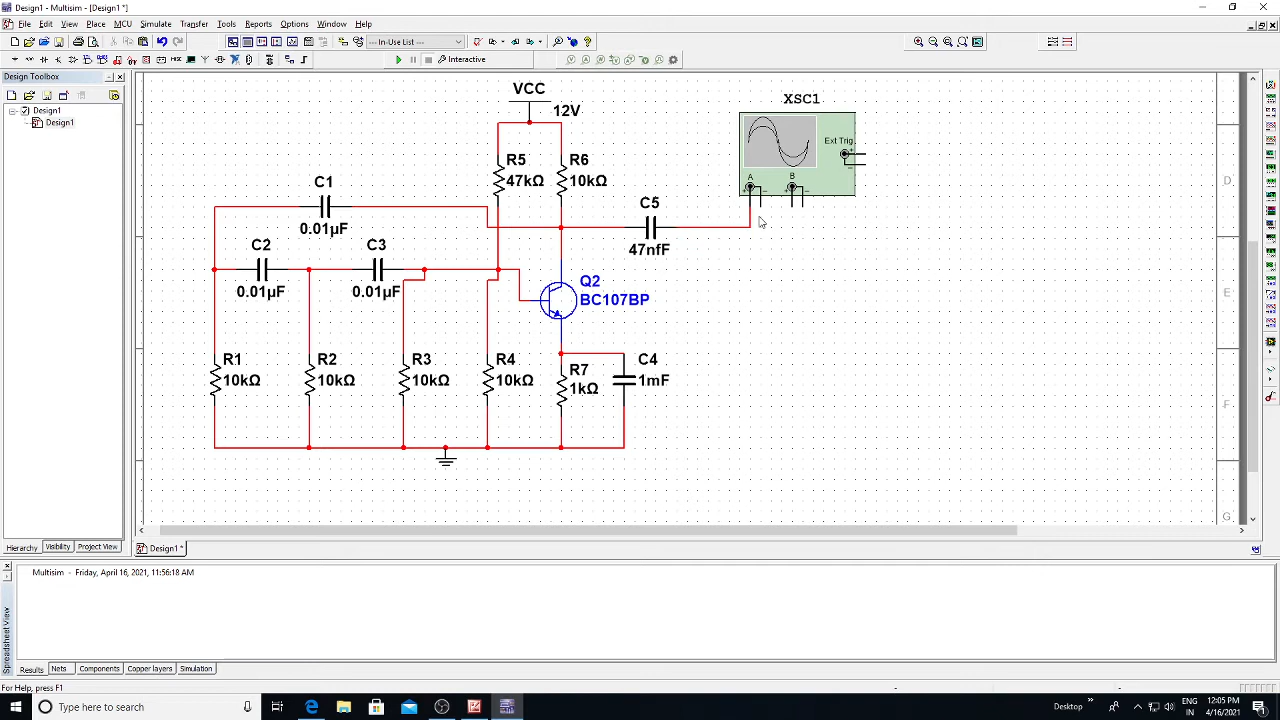 Design1 - Multisim - [Design1 *]
File Edit View Place MCU Simulate Transfer Tools Reports Options Window Help
--- In-Use List ---
Interactive
Design Toolbox
Design1
Design1
VCC
12V
XSC1
Ext Trig
+
-
A
B
+ - + -
R5
47kΩ
R6
10kΩ
C1
0.01µF
C5
47nfF
C2
0.01µF
C3
0.01µF
Q2
BC107BP
R1
10kΩ
R2
10kΩ
R3
10kΩ
R4
10kΩ
R7
1kΩ
C4
1mF
D
E
F
G
Hierarchy Visibility Project View
Design1 *
Multisim - Friday, April 16, 2021, 11:56:18 AM
Spreadsheet View
Results Nets Components Copper layers Simulation
For Help, press F1
- -
Type here to search
Desktop
ENG
IN
12:05 PM
4/16/2021
1